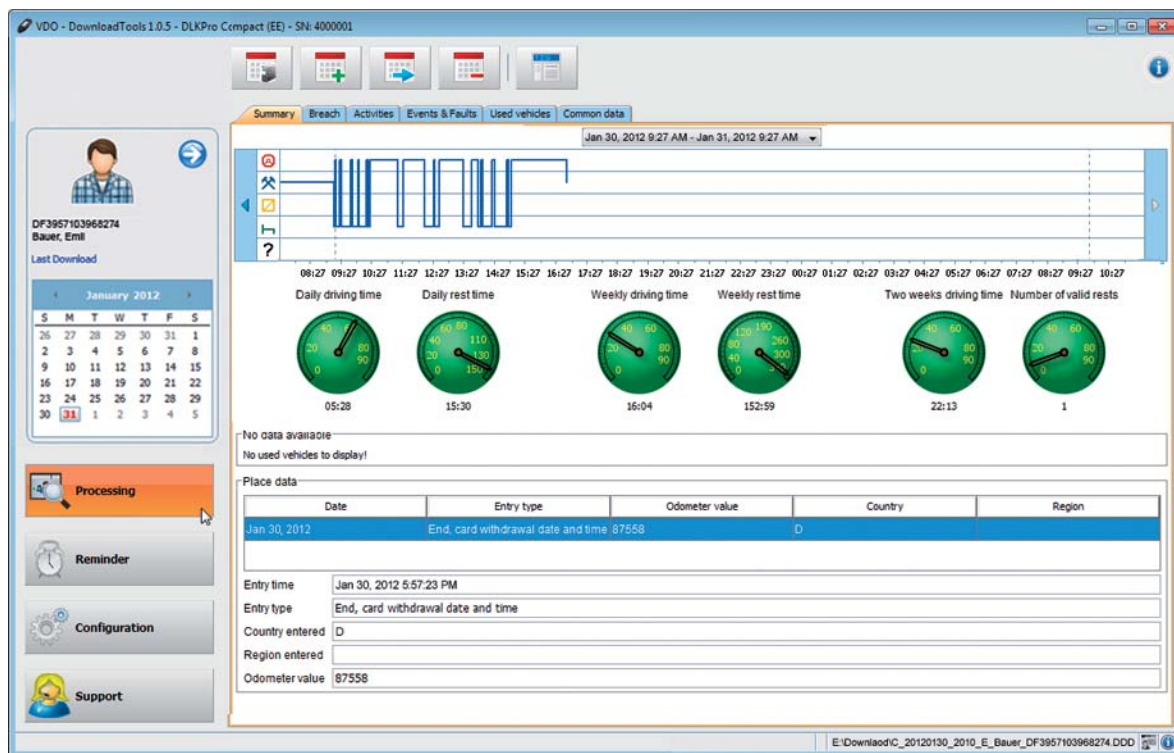 VDO - DownloadTools 1.0.5 - DLKPro Compact (EE) - SN: 4000001
Summary Breach Activities Events & Faults Used vehicles Common data
Jan 30, 2012 9:27 AM - Jan 31, 2012 9:27 AM
?
DF3957103968274
Bauer, Emil
Last Download
January 2012
S M T W T F S
26 27 28 29 30 31 1
2 3 4 5 6 7 8
9 10 11 12 13 14 15
16 17 18 19 20 21 22
23 24 25 26 27 28 29
30 31 1 2 3 4 5
08:27 09:27 10:27 11:27 12:27 13:27 14:27 15:27 16:27 17:27 18:27 19:27 20:27 21:27 22:27 23:27 00:27 01:27 02:27 03:27 04:27 05:27 06:27 07:27 08:27 09:27 10:27
Daily driving time Daily rest time Weekly driving time Weekly rest time Two weeks driving time Number of valid rests
05:28 15:30 16:04 152:59 22:13 1
No data available
No used vehicles to display!
Place data
Date Entry type Odometer value Country Region
Jan 30, 2012 End, card withdrawal date and time 87558 D
Entry time Jan 30, 2012 5:57:23 PM
Entry type End, card withdrawal date and time
Country entered D
Region entered
Odometer value 87558
Processing
Reminder
Configuration
Support
E:\Downlaod\C_20120130_2010_E_Bauer_DF3957103968274.DDD